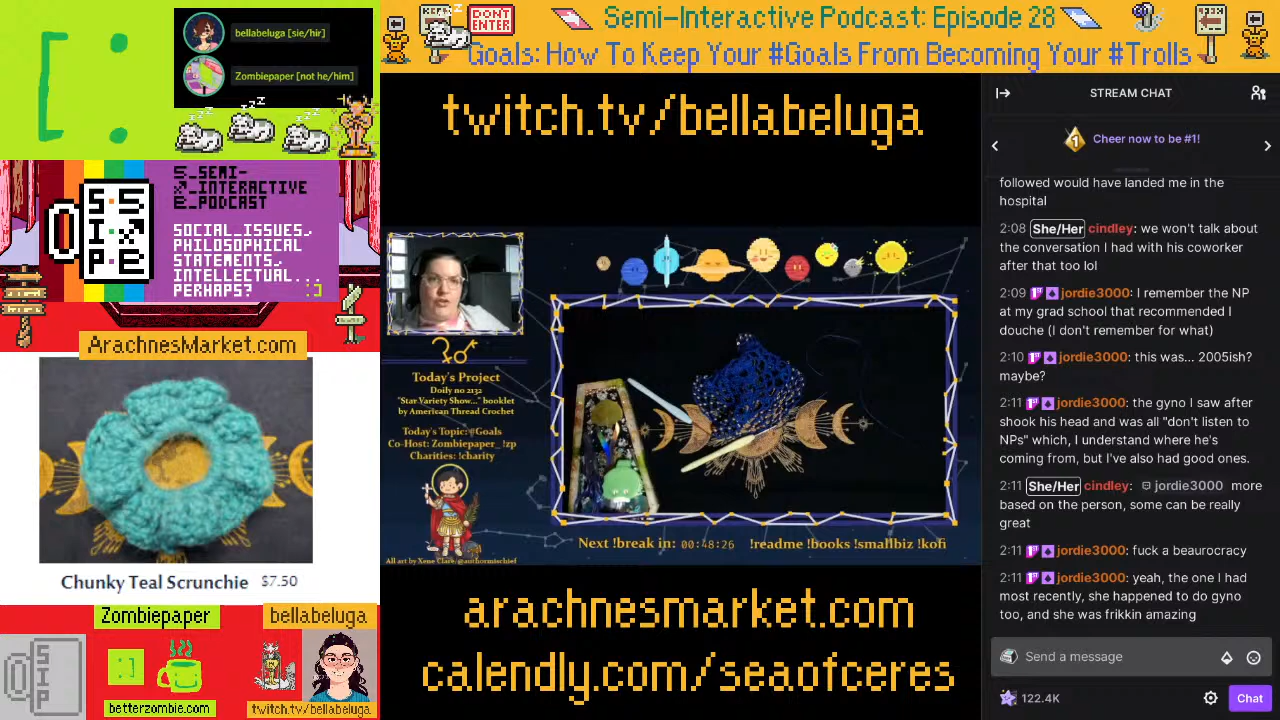 bellabeluga [sie/hir]
Zombiepaper [not he/him]
KEEP
DON'T ENTER
Semi-Interactive Podcast: Episode 28
Goals: How To Keep Your #Goals From Becoming Your #Trolls
SEMI-
INTERACTIVE
PODCAST
SOCIAL ISSUES,
PHILOSOPHICAL
STATEMENTS,
INTELLECTUAL...
PERHAPS? :]
ArachnesMarket.com
Chunky Teal Scrunchie $7.50
Zombiepaper
betterzombie.com
bellabeluga
twitch.tv/bellabeluga
twitch.tv/bellabeluga
Today's Project
Doily no 2132
"Star Variety Show..." booklet
by American Thread Crochet
Today's Topic: #Goals
Co-Host: Zombiepaper_ !zp
Charities: !charity
All art by Xene Clare/@authormischief
Next !break in: 00:48:26 !readme !books !smallbiz !kofi
arachnesmarket.com
calendly.com/seaofceres
STREAM CHAT
1 Cheer now to be #1!
followed would have landed me in the
hospital
2:08 She/Her cindley: we won't talk about
the conversation I had with his coworker
after that too lol
2:09 jordie3000: I remember the NP
at my grad school that recommended I
douche (I don't remember for what)
2:10 jordie3000: this was... 2005ish?
maybe?
2:11 jordie3000: the gyno I saw after
shook his head and was all "don't listen to
NPs" which, I understand where he's
coming from, but I've also had good ones.
2:11 She/Her cindley: jordie3000 more
based on the person, some can be really
great
2:11 jordie3000: fuck a beaurocracy
2:11 jordie3000: yeah, the one I had
most recently, she happened to do gyno
too, and she was frikkin amazing
Send a message
122.4K
Chat